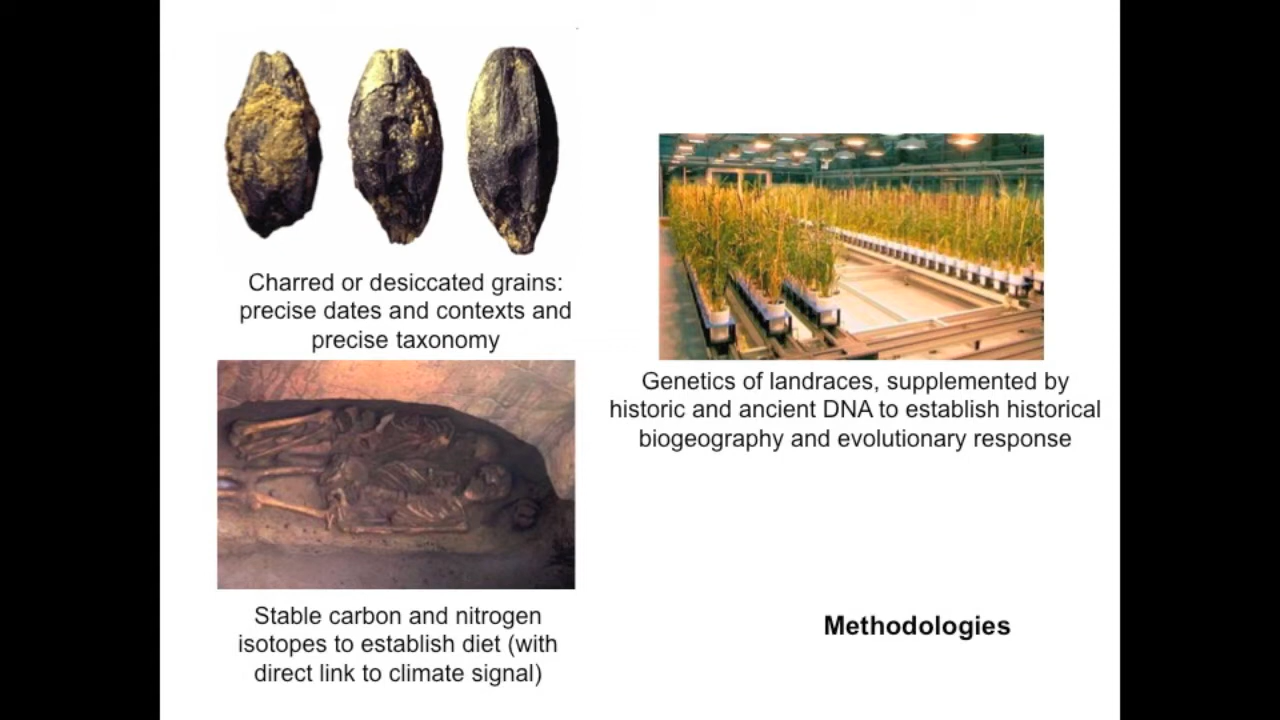 Charred or desiccated grains:
precise dates and contexts and
precise taxonomy
Genetics of landraces, supplemented by
historic and ancient DNA to establish historical
biogeography and evolutionary response
Stable carbon and nitrogen
isotopes to establish diet (with
direct link to climate signal)
Methodologies